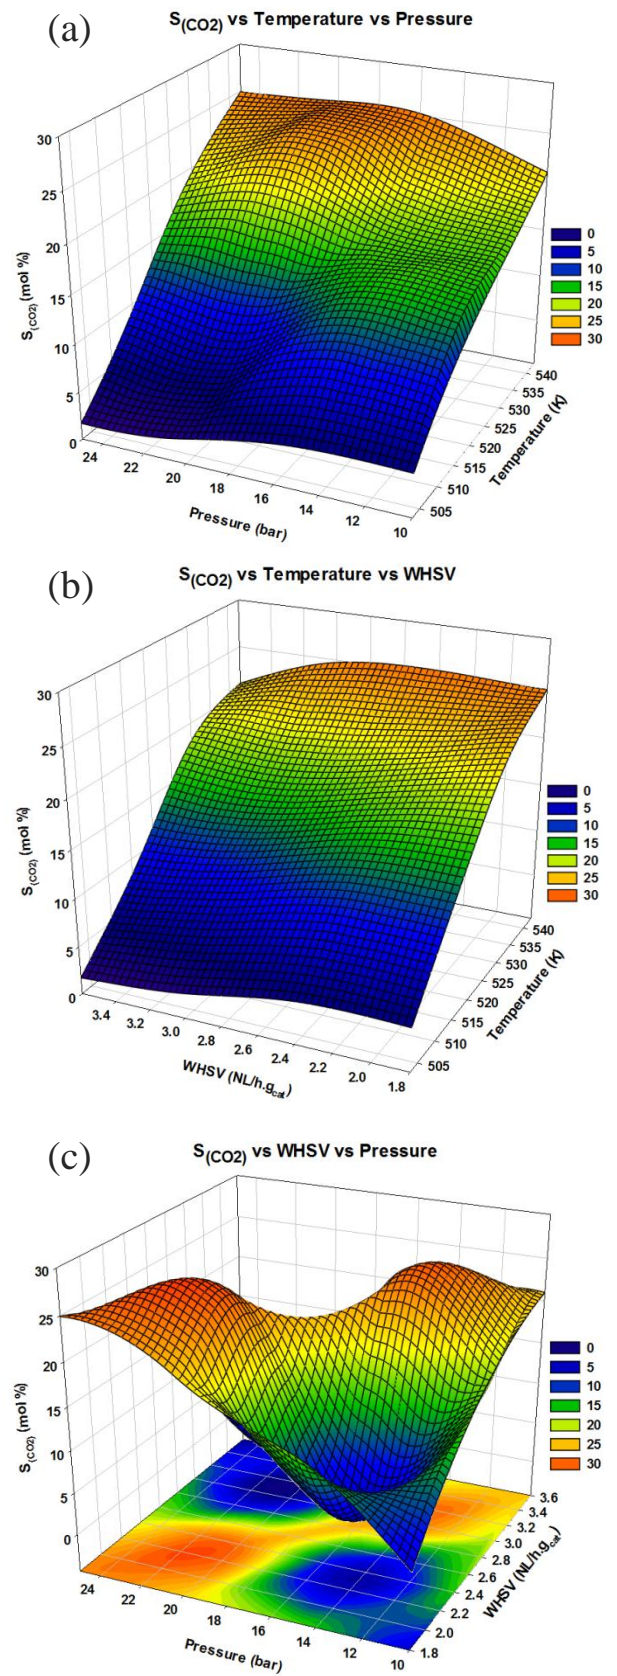 (a)
S(CO2) vs Temperature vs Pressure
30
25
20
15
10
5
0
S(CO2) (mol %)
24 22 20 18 16 14 12 10
Pressure (bar)
505 510 515 520 525 530 535 540
Temperature (K)
0
5
10
15
20
25
30
(b)
S(CO2) vs Temperature vs WHSV
30
25
20
15
10
5
0
S(CO2) (mol %)
3.4 3.2 3.0 2.8 2.6 2.4 2.2 2.0 1.8
WHSV (NL/h.gcat)
505 510 515 520 525 530 535 540
Temperature (K)
0
5
10
15
20
25
30
(c)
S(CO2) vs WHSV vs Pressure
30
25
20
15
10
5
0
S(CO2) (mol %)
24 22 20 18 16 14 12 10
Pressure (bar)
1.8 2.0 2.2 2.4 2.6 2.8 3.0 3.2 3.4 3.6
WHSV (NL/h.gcat)
0
5
10
15
20
25
30